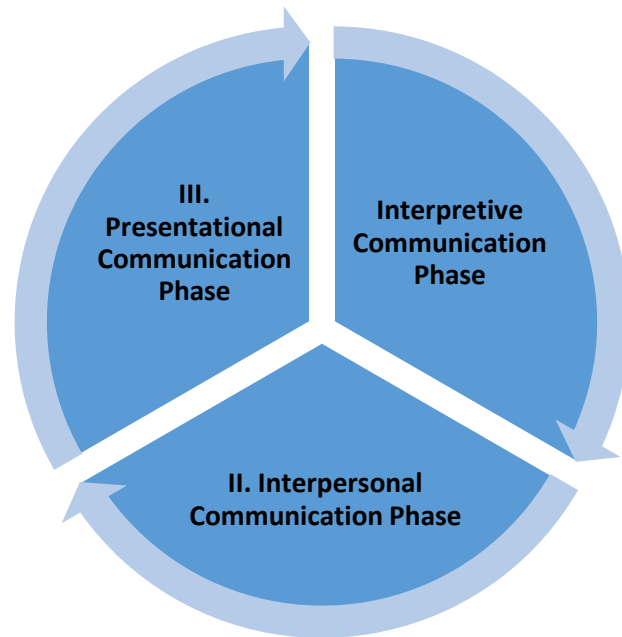 III.
Presentational
Communication
Phase
Interpretive
Communication
Phase
II. Interpersonal
Communication Phase